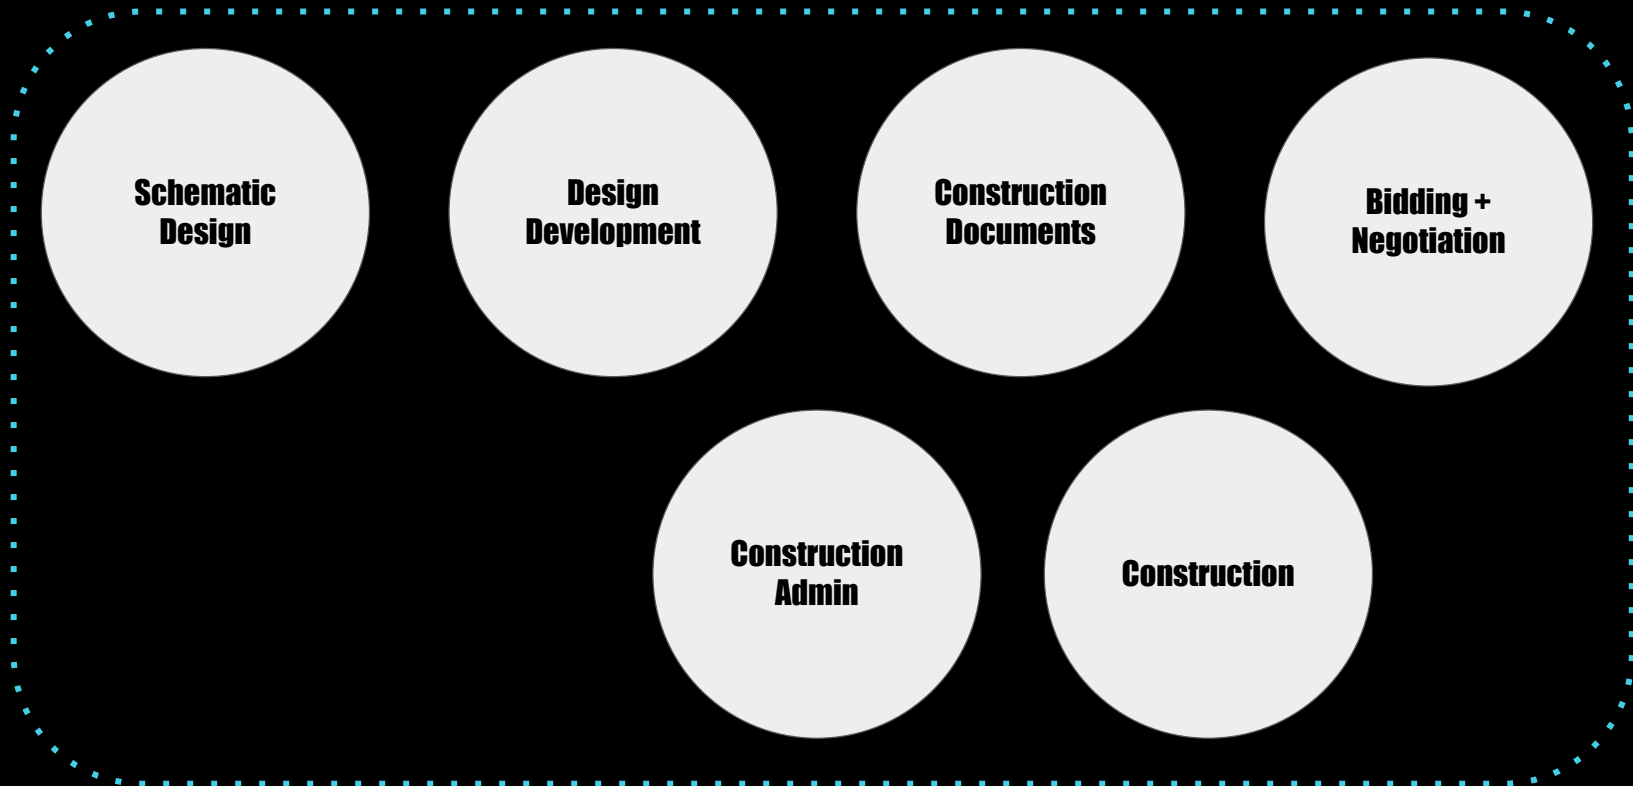 Schematic
Design
Design
Development
Construction
Documents
Bidding +
Negotiation
Construction
Admin
Construction